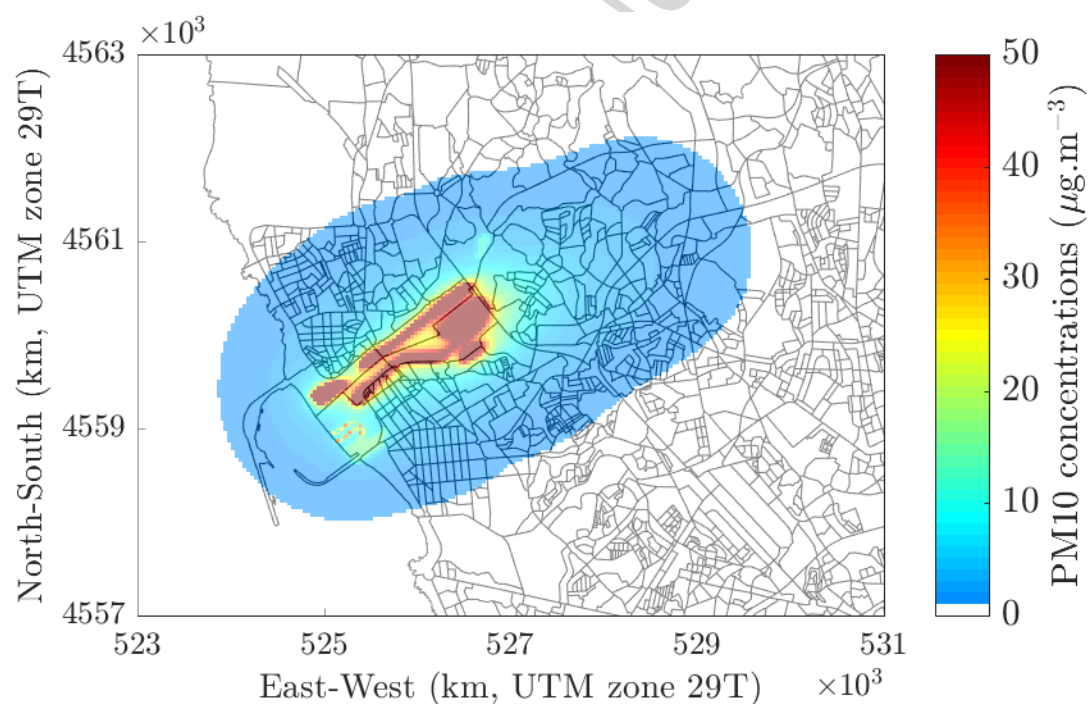 ×10³
4563
4561
4559
4557
North-South (km, UTM zone 29T)
523 525 527 529 531
East-West (km, UTM zone 29T) ×10³
50
40
30
20
10
0
PM10 concentrations (μg.m⁻³)